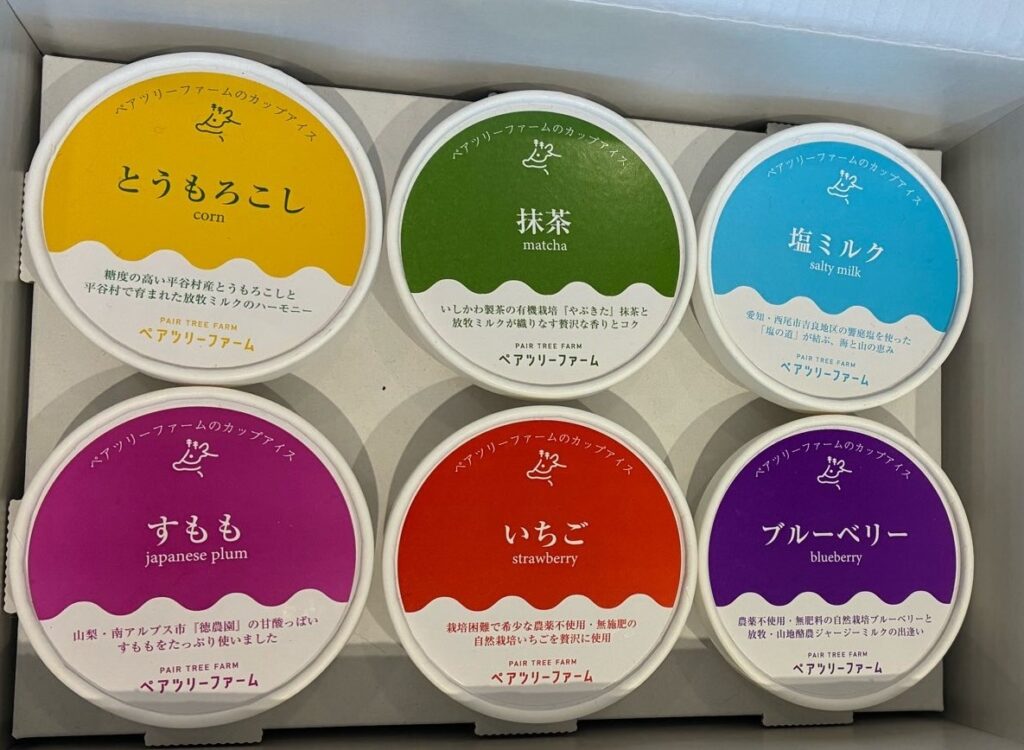 ペアツリーファームのカップアイス
とうもろこし
corn
糖度の高い平谷村産とうもろこしと
平谷村で育まれた放牧ミルクのハーモニー
PAIR TREE FARM
ペアツリーファーム
ペアツリーファームのカップアイス
抹茶
matcha
いしかわ製茶の有機栽培『やぶきた』抹茶と
放牧ミルクが織りなす贅沢な香りとコク
PAIR TREE FARM
ペアツリーファーム
ペアツリーファームのカップアイス
塩ミルク
salty milk
愛知・西尾市吉良地区の饗庭塩を使った
「塩の道」が結ぶ、海と山の恵み
PAIR TREE FARM
ペアツリーファーム
ペアツリーファームのカップアイス
すもも
japanese plum
山梨・南アルプス市『徳農園』の甘酸っぱい
すももをたっぷり使いました
PAIR TREE FARM
ペアツリーファーム
ペアツリーファームのカップアイス
いちご
strawberry
栽培困難で希少な農薬不使用・無施肥の
自然栽培いちごを贅沢に使用
PAIR TREE FARM
ペアツリーファーム
ペアツリーファームのカップアイス
ブルーベリー
blueberry
農薬不使用・無肥料の自然栽培ブルーベリーと
放牧・山地酪農ジャージーミルクの出逢い
PAIR TREE FARM
ペアツリーファーム